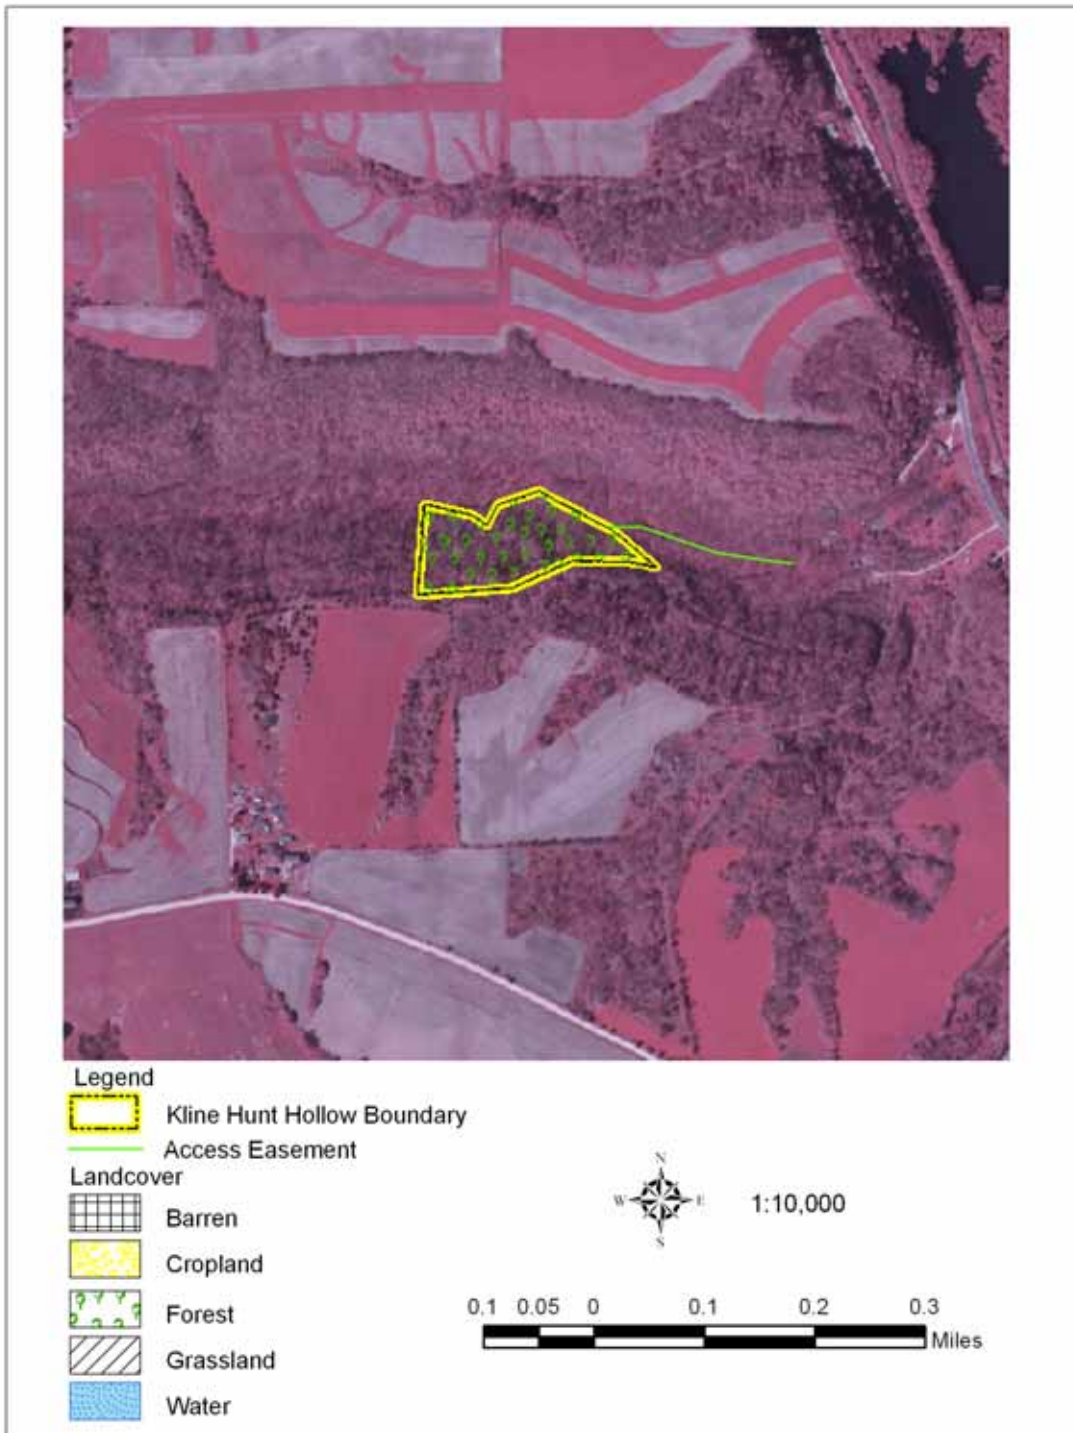 Legend
Kline Hunt Hollow Boundary
Access Easement
Landcover
Barren
Cropland
Forest
Grassland
Water
N
W E
S
1:10,000
0.1 0.05 0 0.1 0.2 0.3
Miles